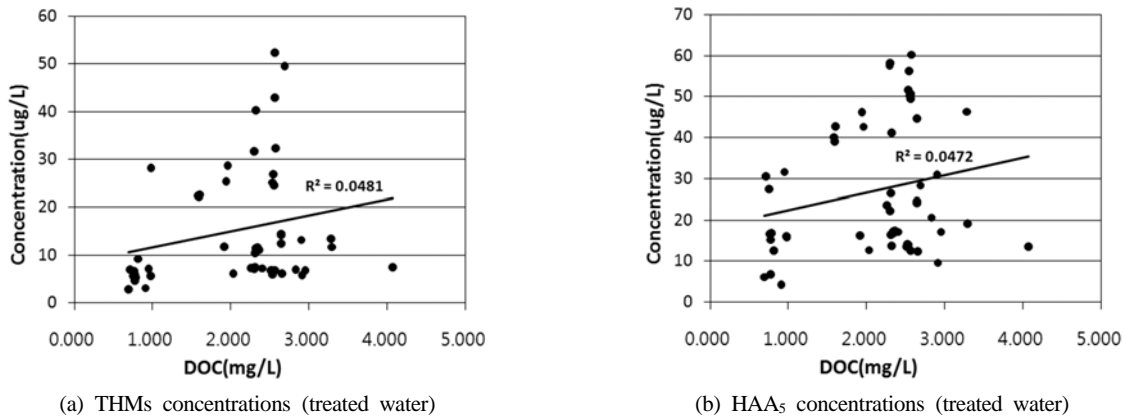 60
50
40
30
20
10
0
Concentration(ug/L)
R² = 0.0481
0.000 1.000 2.000 3.000 4.000 5.000
DOC(mg/L)
(a) THMs concentrations (treated water)
70
60
50
40
30
20
10
0
Concentration(ug/L)
R² = 0.0472
0.000 1.000 2.000 3.000 4.000 5.000
DOC(mg/L)
(b) HAA₅ concentrations (treated water)